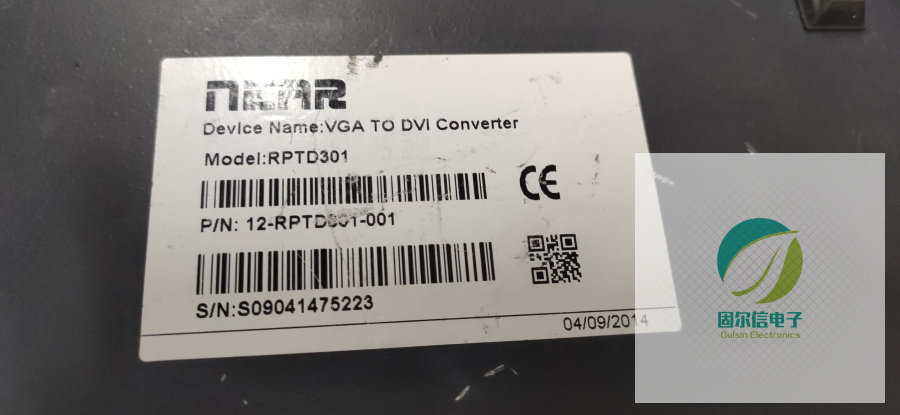 NEAR
Device Name:VGA TO DVI Converter
Model:RPTD301
P/N: 12-RPTD301-001
S/N:S09041475223
04/09/2014
固尔信电子
Gulsin Electronics